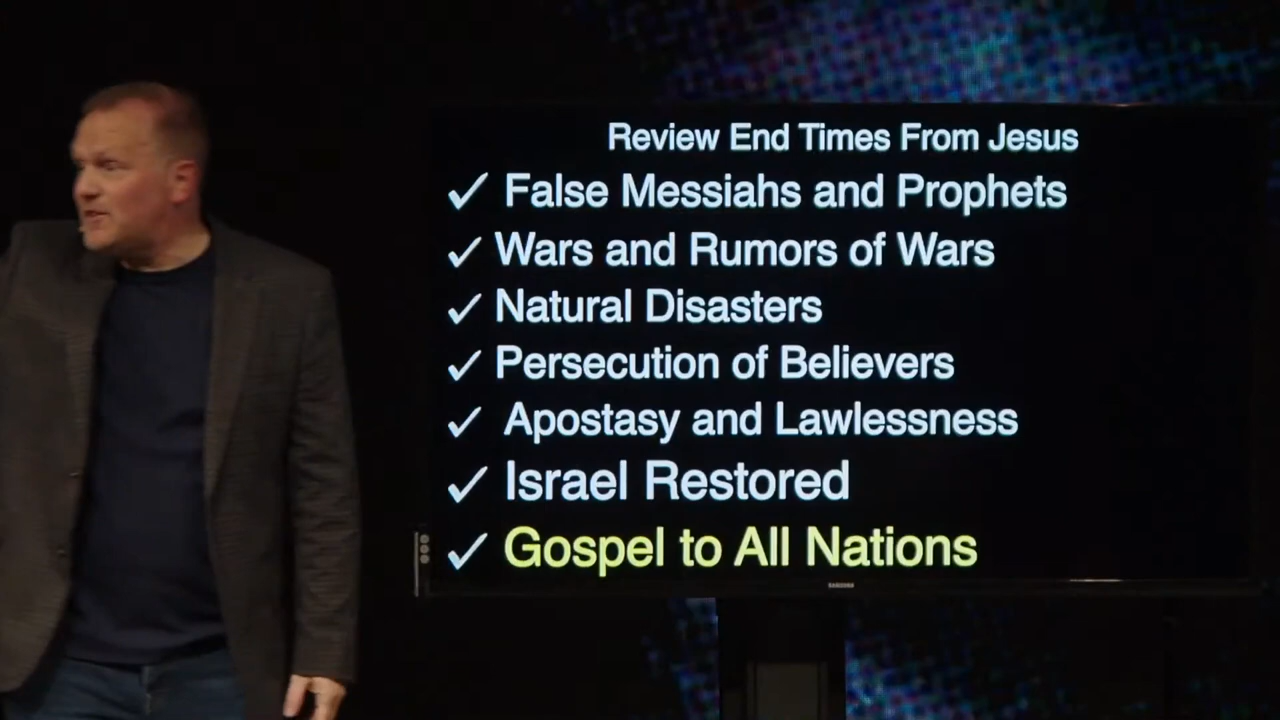 Review End Times From Jesus
✓ False Messiahs and Prophets
✓ Wars and Rumors of Wars
✓ Natural Disasters
✓ Persecution of Believers
✓ Apostasy and Lawlessness
✓ Israel Restored
✓ Gospel to All Nations
SAMSUNG